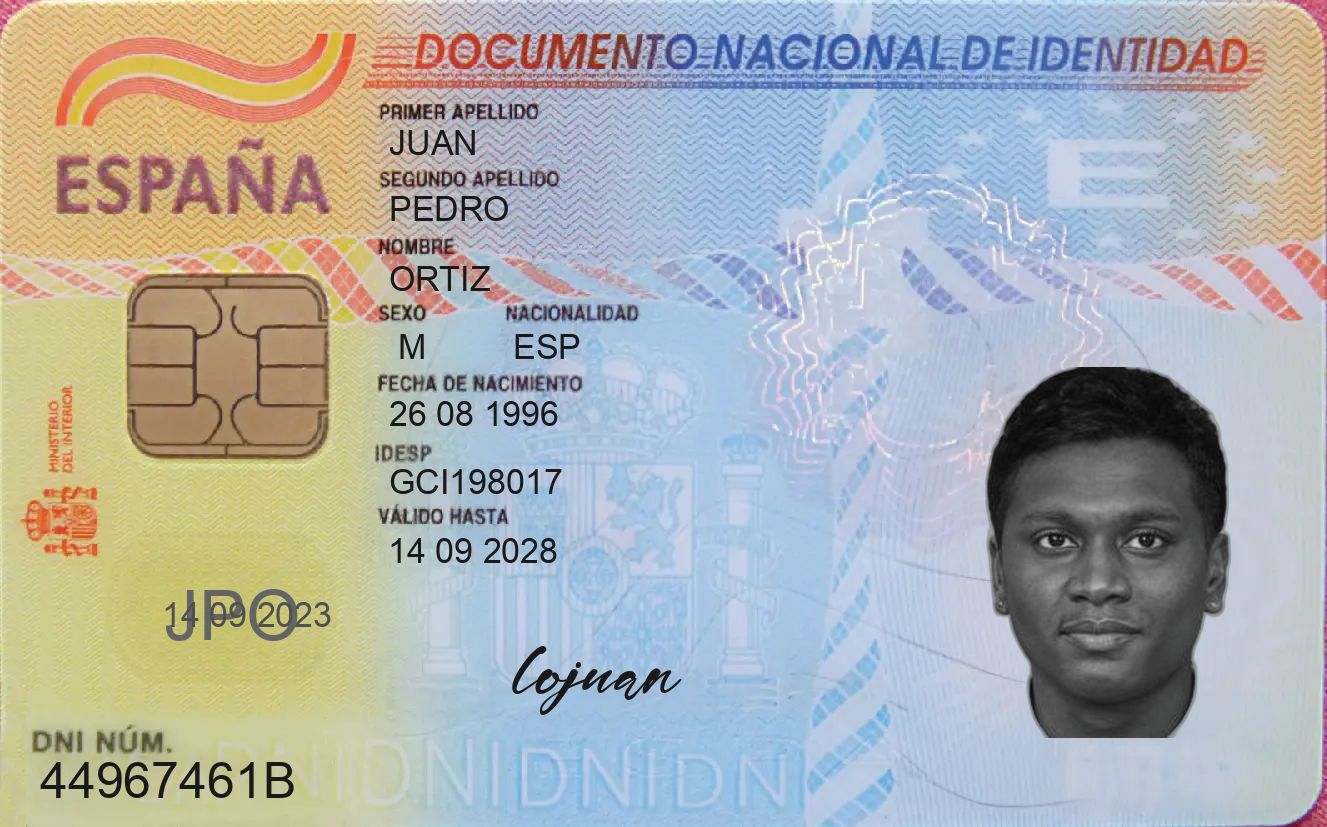 DOCUMENTO NACIONAL DE IDENTIDAD
ESPAÑA
PRIMER APELLIDO
JUAN
SEGUNDO APELLIDO
PEDRO
NOMBRE
ORTIZ
SEXO NACIONALIDAD
M ESP
FECHA DE NACIMIENTO
26 08 1996
IDESP
GCI198017
VÁLIDO HASTA
14 09 2028
MINISTERIO
DEL INTERIOR
E
JPO
14 09 2023
Cojuan
DNI NÚM.
44967461B
DNIDNIDNIDNI